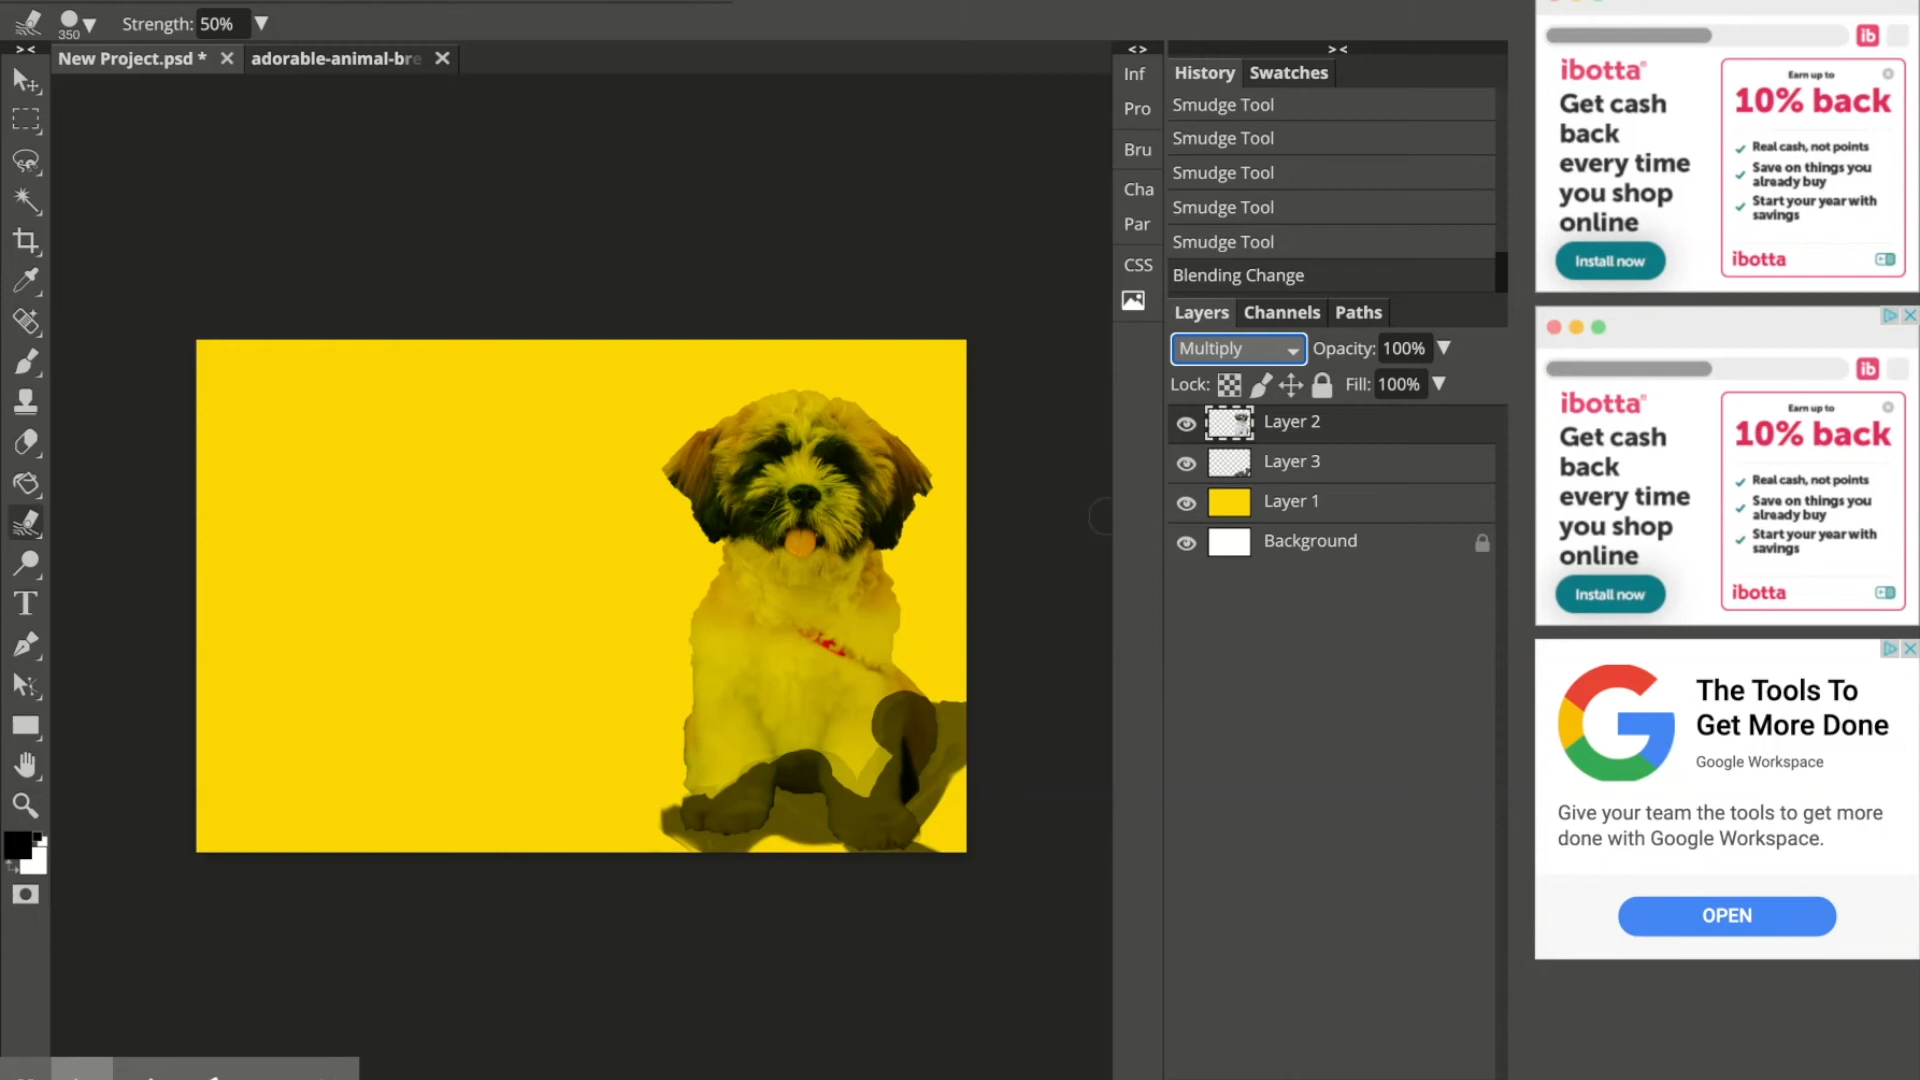 Strength: 50%
350
New Project.psd *
adorable-animal-bre
Inf
Pro
Bru
Cha
Par
CSS
History Swatches
Smudge Tool
Smudge Tool
Smudge Tool
Smudge Tool
Smudge Tool
Blending Change
Layers Channels Paths
Multiply Opacity: 100%
Lock: Fill: 100%
Layer 2
Layer 3
Layer 1
Background
ib
ibotta
Get cash
back
every time
you shop
online
Install now
Earn up to
10% back
Real cash, not points
Save on things you
already buy
Start your year with
savings
ibotta
ib
ibotta
Get cash
back
every time
you shop
online
Install now
Earn up to
10% back
Real cash, not points
Save on things you
already buy
Start your year with
savings
ibotta
The Tools To
Get More Done
Google Workspace
Give your team the tools to get more
done with Google Workspace.
OPEN